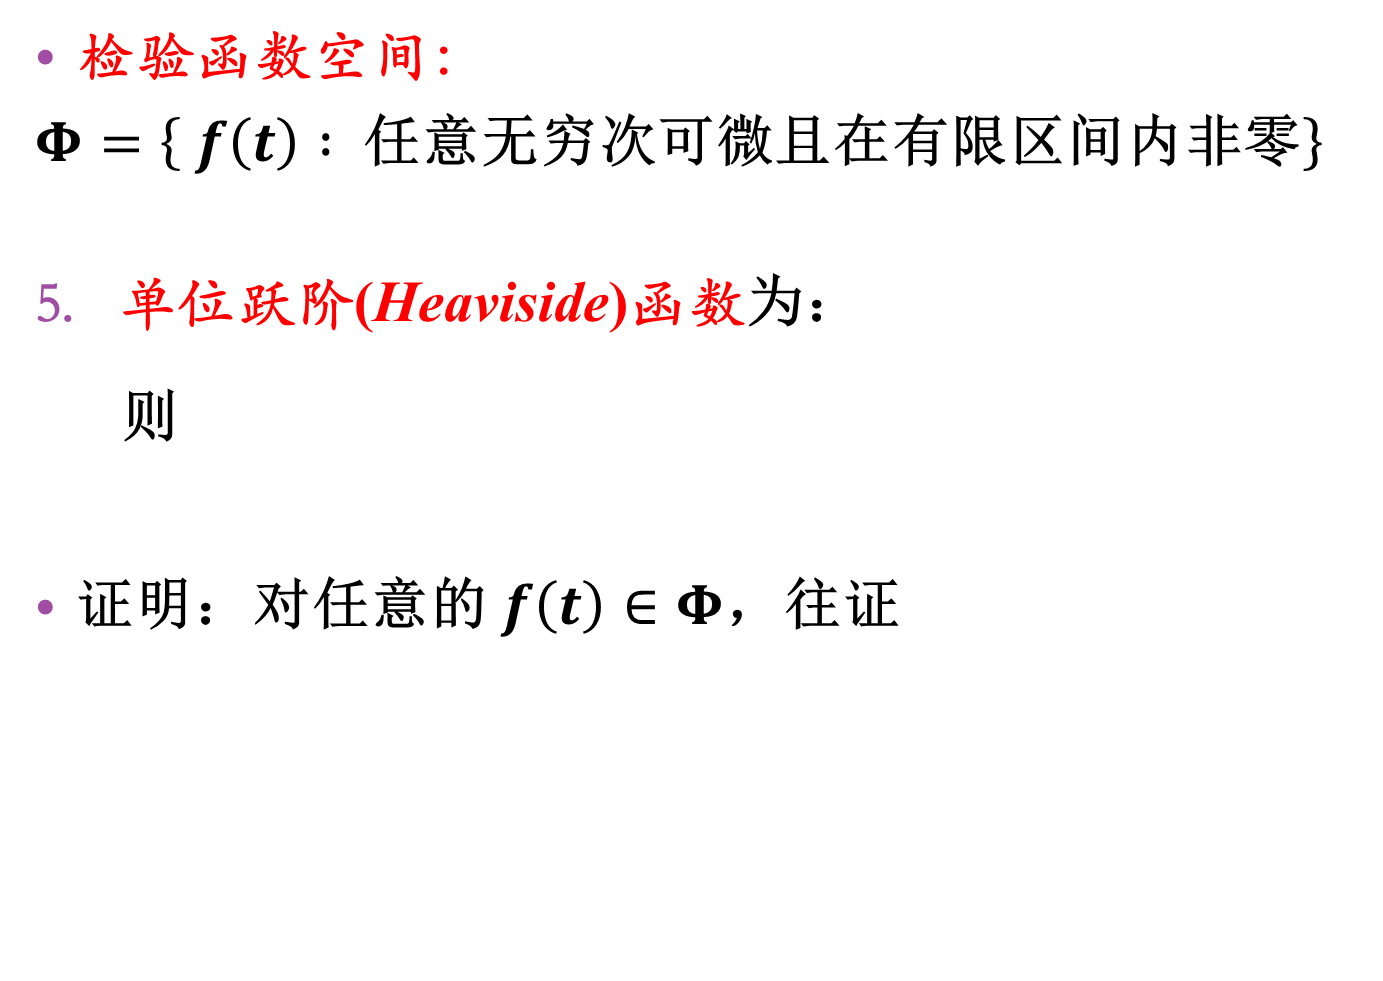 • 检验函数空间:
Φ = { f(t) : 任意无穷次可微且在有限区间内非零}
5. 单位跃阶(Heaviside)函数为:
则
• 证明: 对任意的 f(t) ∈ Φ, 往证